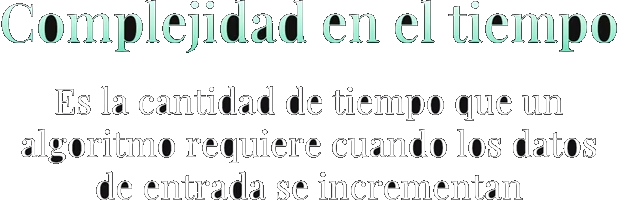 Complejidad en el tiempo
Es la cantidad de tiempo que un
algoritmo requiere cuando los datos
de entrada se incrementan